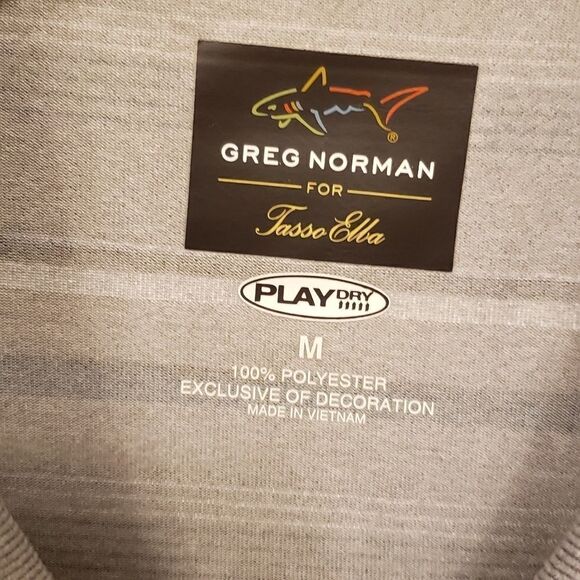 ®
GREG NORMAN
FOR
Tasso Elba
PLAY DRY
M
100% POLYESTER
EXCLUSIVE OF DECORATION
MADE IN VIETNAM